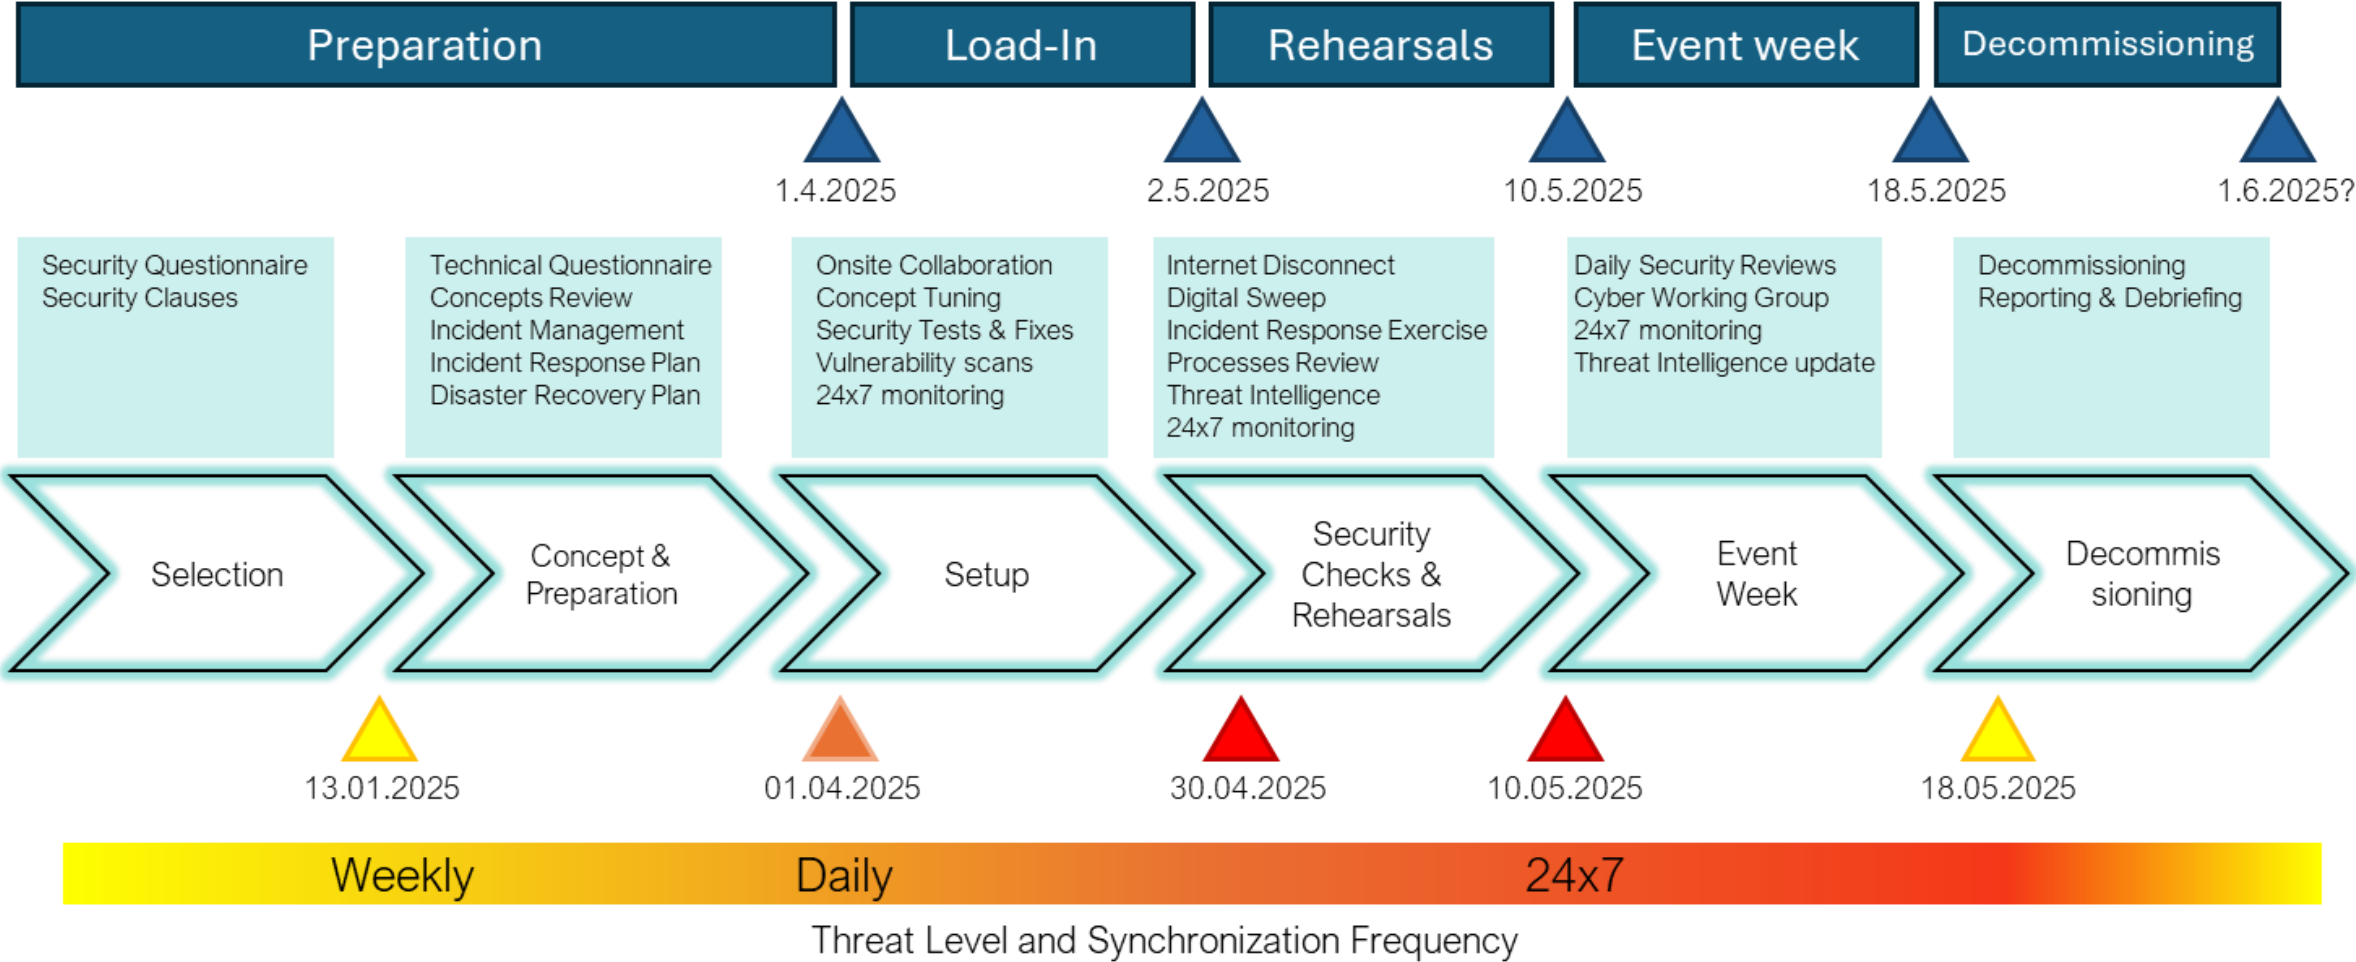 Preparation
Load-In
Rehearsals
Event week
Decommissioning
1.4.2025
2.5.2025
10.5.2025
18.5.2025
1.6.2025?
Security Questionnaire
Security Clauses
Technical Questionnaire
Concepts Review
Incident Management
Incident Response Plan
Disaster Recovery Plan
Onsite Collaboration
Concept Tuning
Security Tests & Fixes
Vulnerability scans
24x7 monitoring
Internet Disconnect
Digital Sweep
Incident Response Exercise
Processes Review
Threat Intelligence
24x7 monitoring
Daily Security Reviews
Cyber Working Group
24x7 monitoring
Threat Intelligence update
Decommissioning
Reporting & Debriefing
Selection
Concept &
Preparation
Setup
Security
Checks &
Rehearsals
Event
Week
Decommis
sioning
13.01.2025
01.04.2025
30.04.2025
10.05.2025
18.05.2025
Weekly
Daily
24x7
Threat Level and Synchronization Frequency